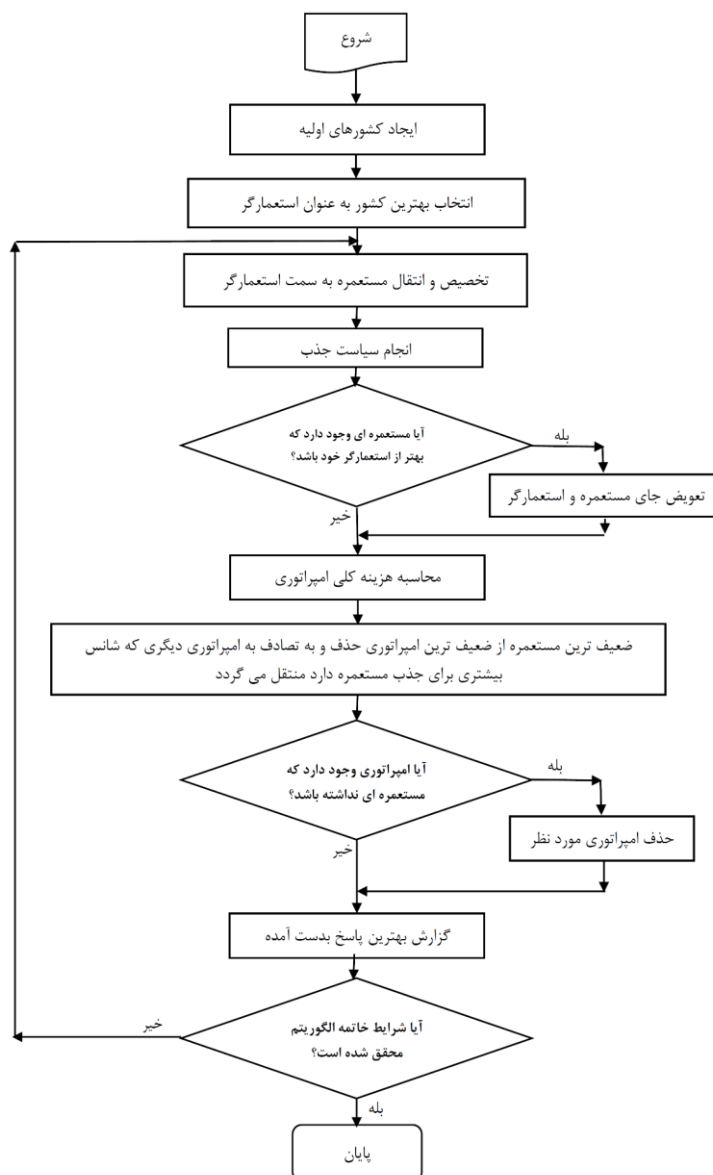 شروع
ایجاد کشورهای اولیه
انتخاب بهترین کشور به عنوان استعمارگر
تخصیص و انتقال مستعمره به سمت استعمارگر
انجام سیاست جذب
آیا مستعمره ای وجود دارد که
بهتر از استعمارگر خود باشد؟
بله
تعویض جای مستعمره و استعمارگر
خیر
محاسبه هزینه کلی امپراتوری
ضعیف ترین مستعمره از ضعیف ترین امپراتوری حذف و به تصادف به امپراتوری دیگری که شانس
بیشتری برای جذب مستعمره دارد منتقل می گردد
آیا امپراتوری وجود دارد که
مستعمره ای نداشته باشد؟
بله
حذف امپراتوری مورد نظر
خیر
گزارش بهترین پاسخ بدست آمده
آیا شرایط خاتمه الگوریتم
محقق شده است؟
خیر
بله
پایان